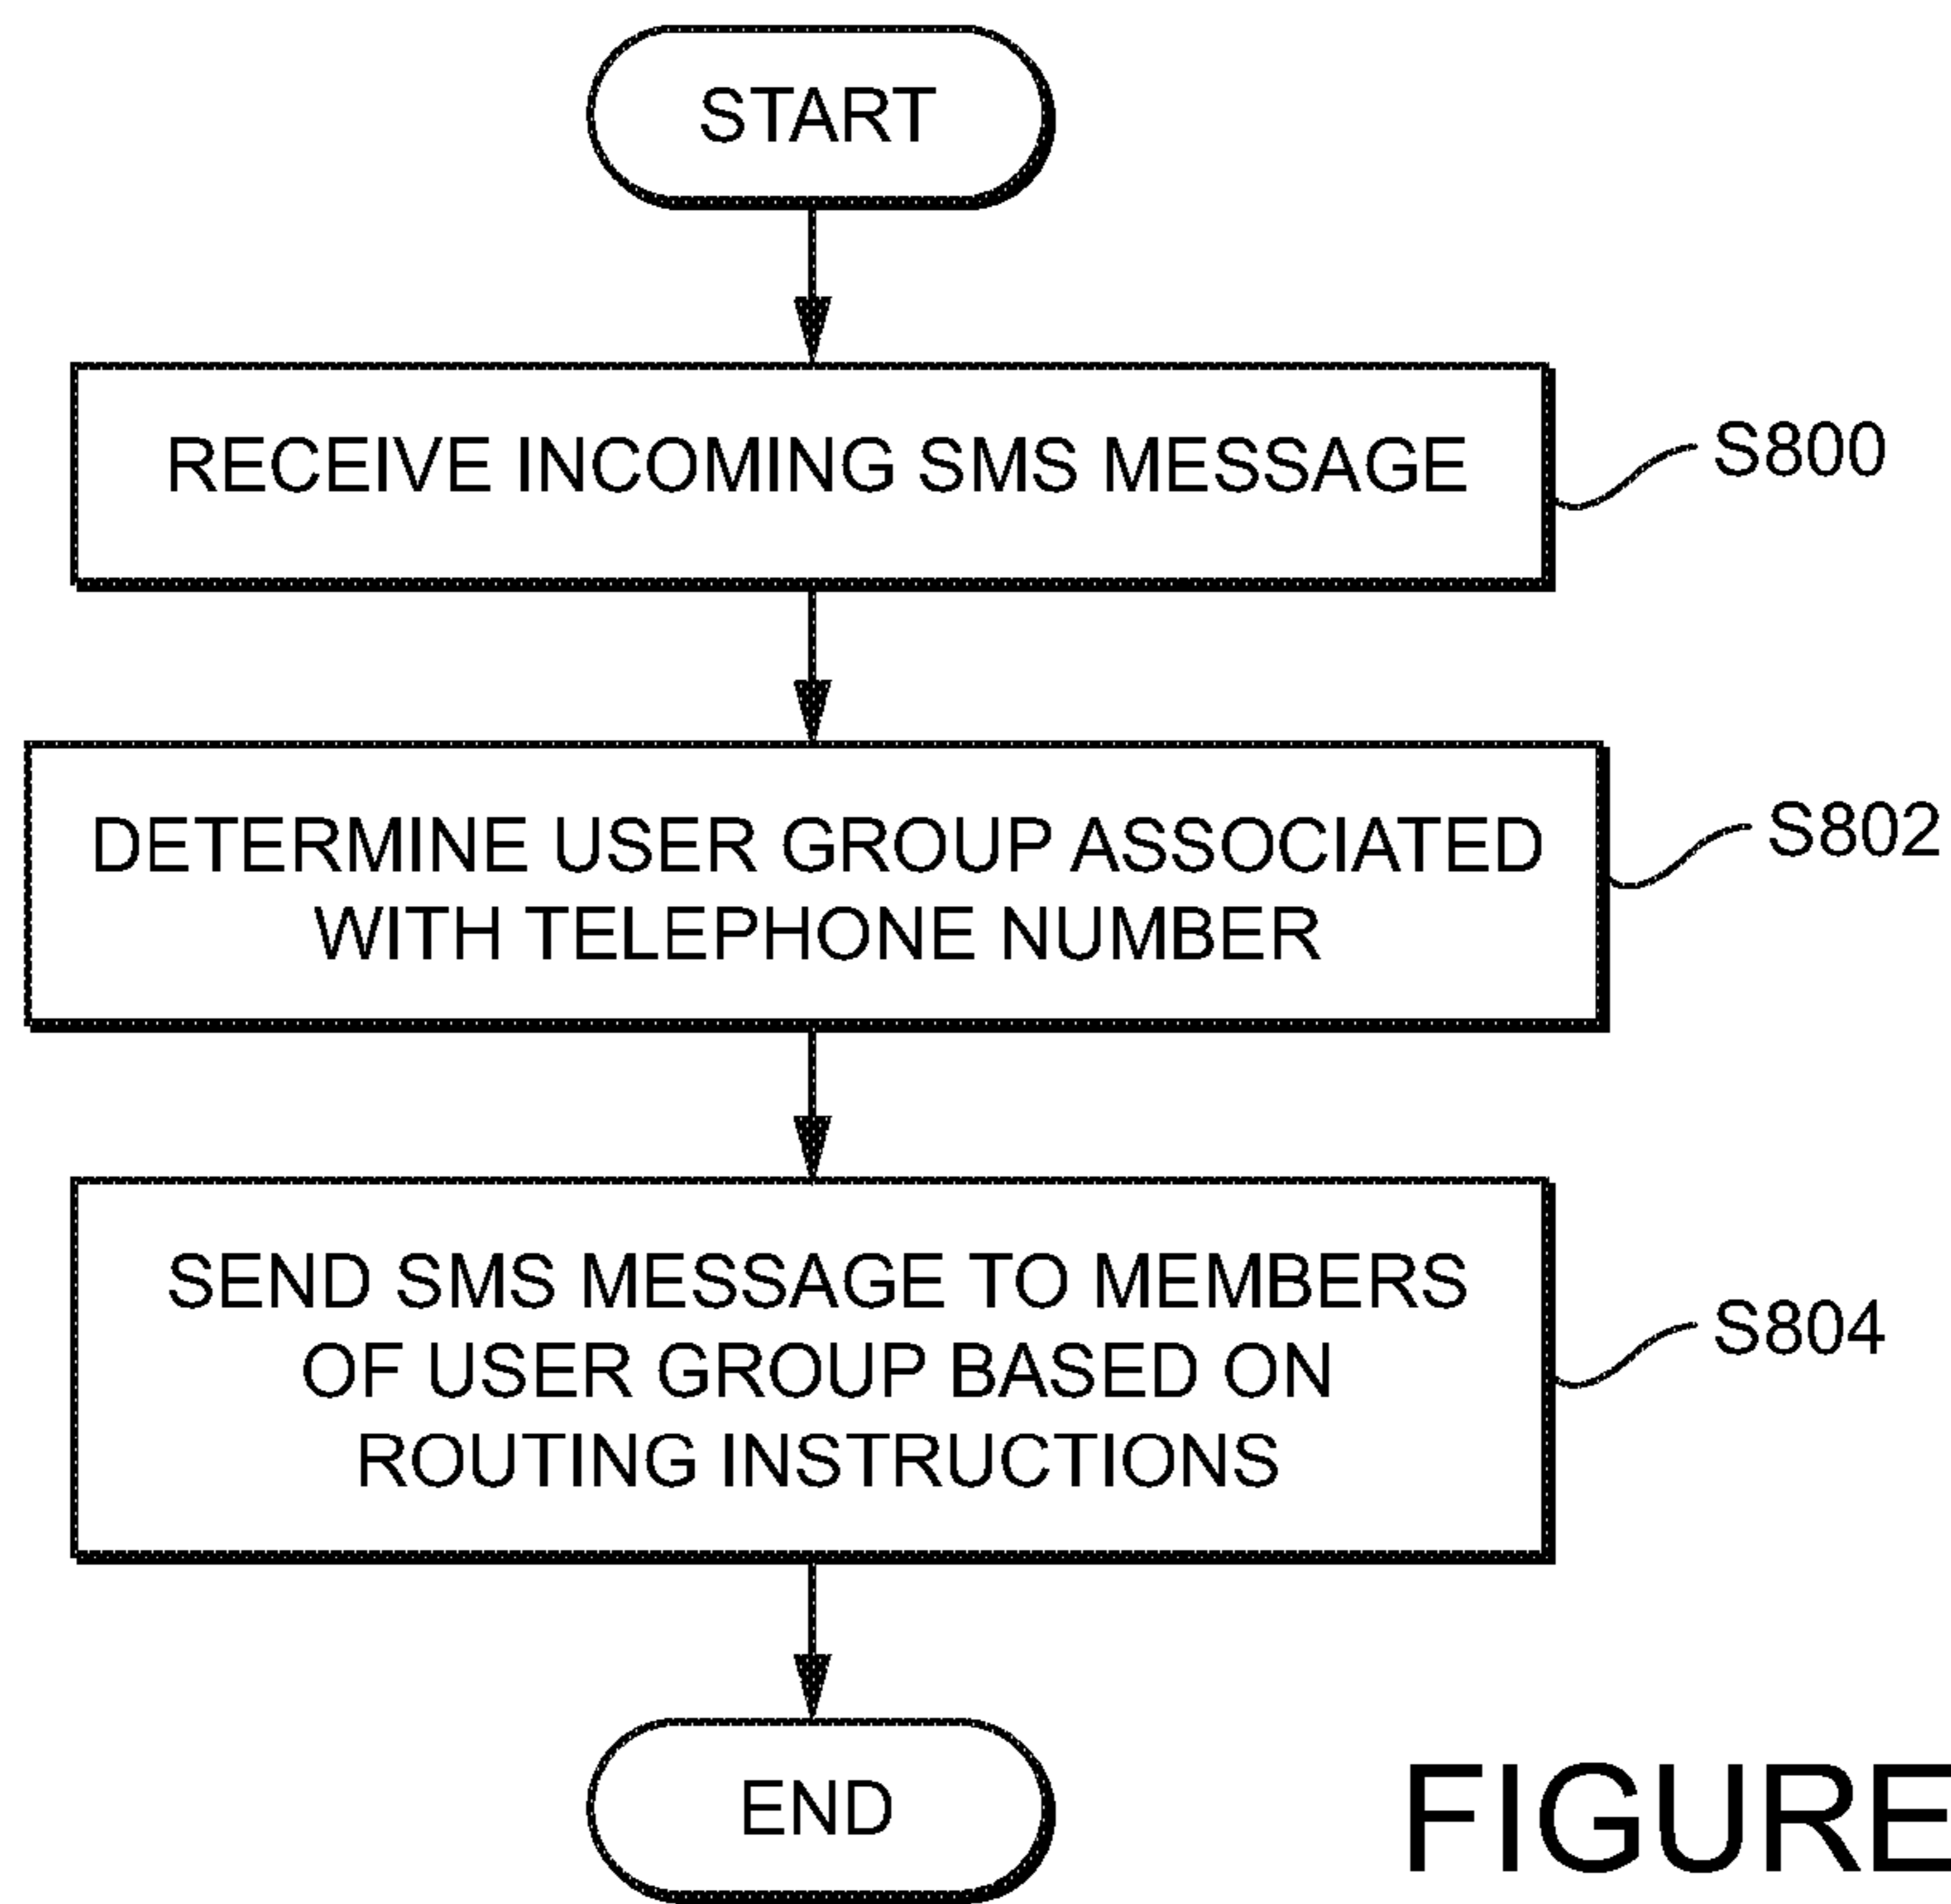 START
RECEIVE INCOMING SMS MESSAGE
S800
DETERMINE USER GROUP ASSOCIATED
WITH TELEPHONE NUMBER
S802
SEND SMS MESSAGE TO MEMBERS
OF USER GROUP BASED ON
ROUTING INSTRUCTIONS
S804
END
FIGURE